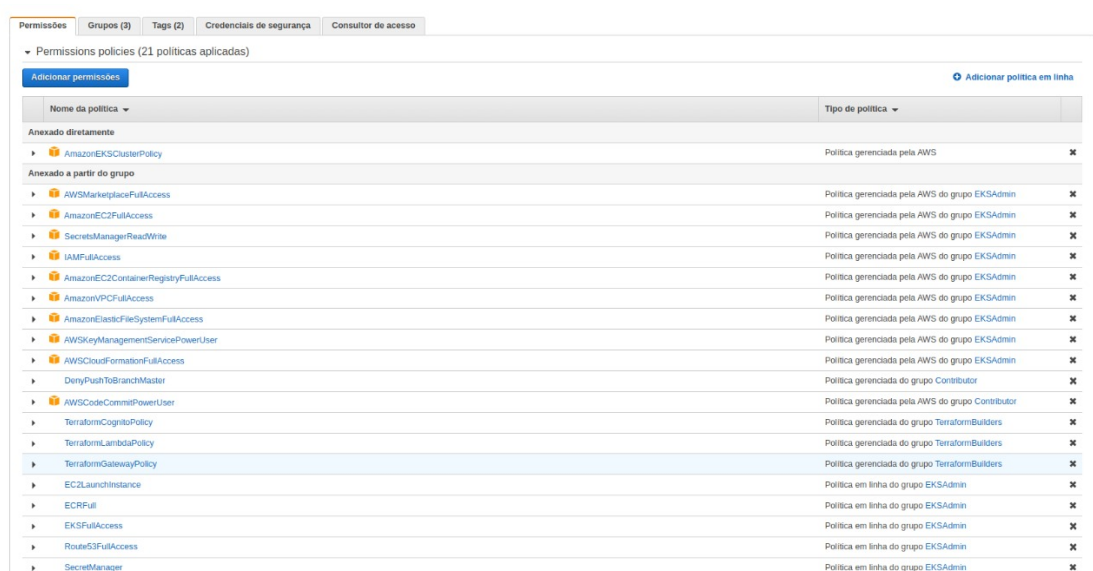 Permissões Grupos (3) Tags (2) Credenciais de segurança Consultor de acesso
Permissions policies (21 políticas aplicadas)
Adicionar permissões Adicionar política em linha
Nome da política Tipo de política
Anexado diretamente
AmazonEKSClusterPolicy Política gerenciada pela AWS
Anexado a partir do grupo
AWSMarketplaceFullAccess Política gerenciada pela AWS do grupo EKSAdmin
AmazonEC2FullAccess Política gerenciada pela AWS do grupo EKSAdmin
SecretsManagerReadWrite Política gerenciada pela AWS do grupo EKSAdmin
IAMFullAccess Política gerenciada pela AWS do grupo EKSAdmin
AmazonEC2ContainerRegistryFullAccess Política gerenciada pela AWS do grupo EKSAdmin
AmazonVPCFullAccess Política gerenciada pela AWS do grupo EKSAdmin
AmazonElasticFileSystemFullAccess Política gerenciada pela AWS do grupo EKSAdmin
AWSKeyManagementServicePowerUser Política gerenciada pela AWS do grupo EKSAdmin
AWSCloudFormationFullAccess Política gerenciada pela AWS do grupo EKSAdmin
DenyPushToBranchMaster Política gerenciada do grupo Contributor
AWSCodeCommitPowerUser Política gerenciada pela AWS do grupo Contributor
TerraformCognitoPolicy Política gerenciada do grupo TerraformBuilders
TerraformLambdaPolicy Política gerenciada do grupo TerraformBuilders
TerraformGatewayPolicy Política gerenciada do grupo TerraformBuilders
EC2LaunchInstance Política em linha do grupo EKSAdmin
ECRFull Política em linha do grupo EKSAdmin
EKSFullAccess Política em linha do grupo EKSAdmin
Route53FullAccess Política em linha do grupo EKSAdmin
SecretManager Política em linha do grupo EKSAdmin